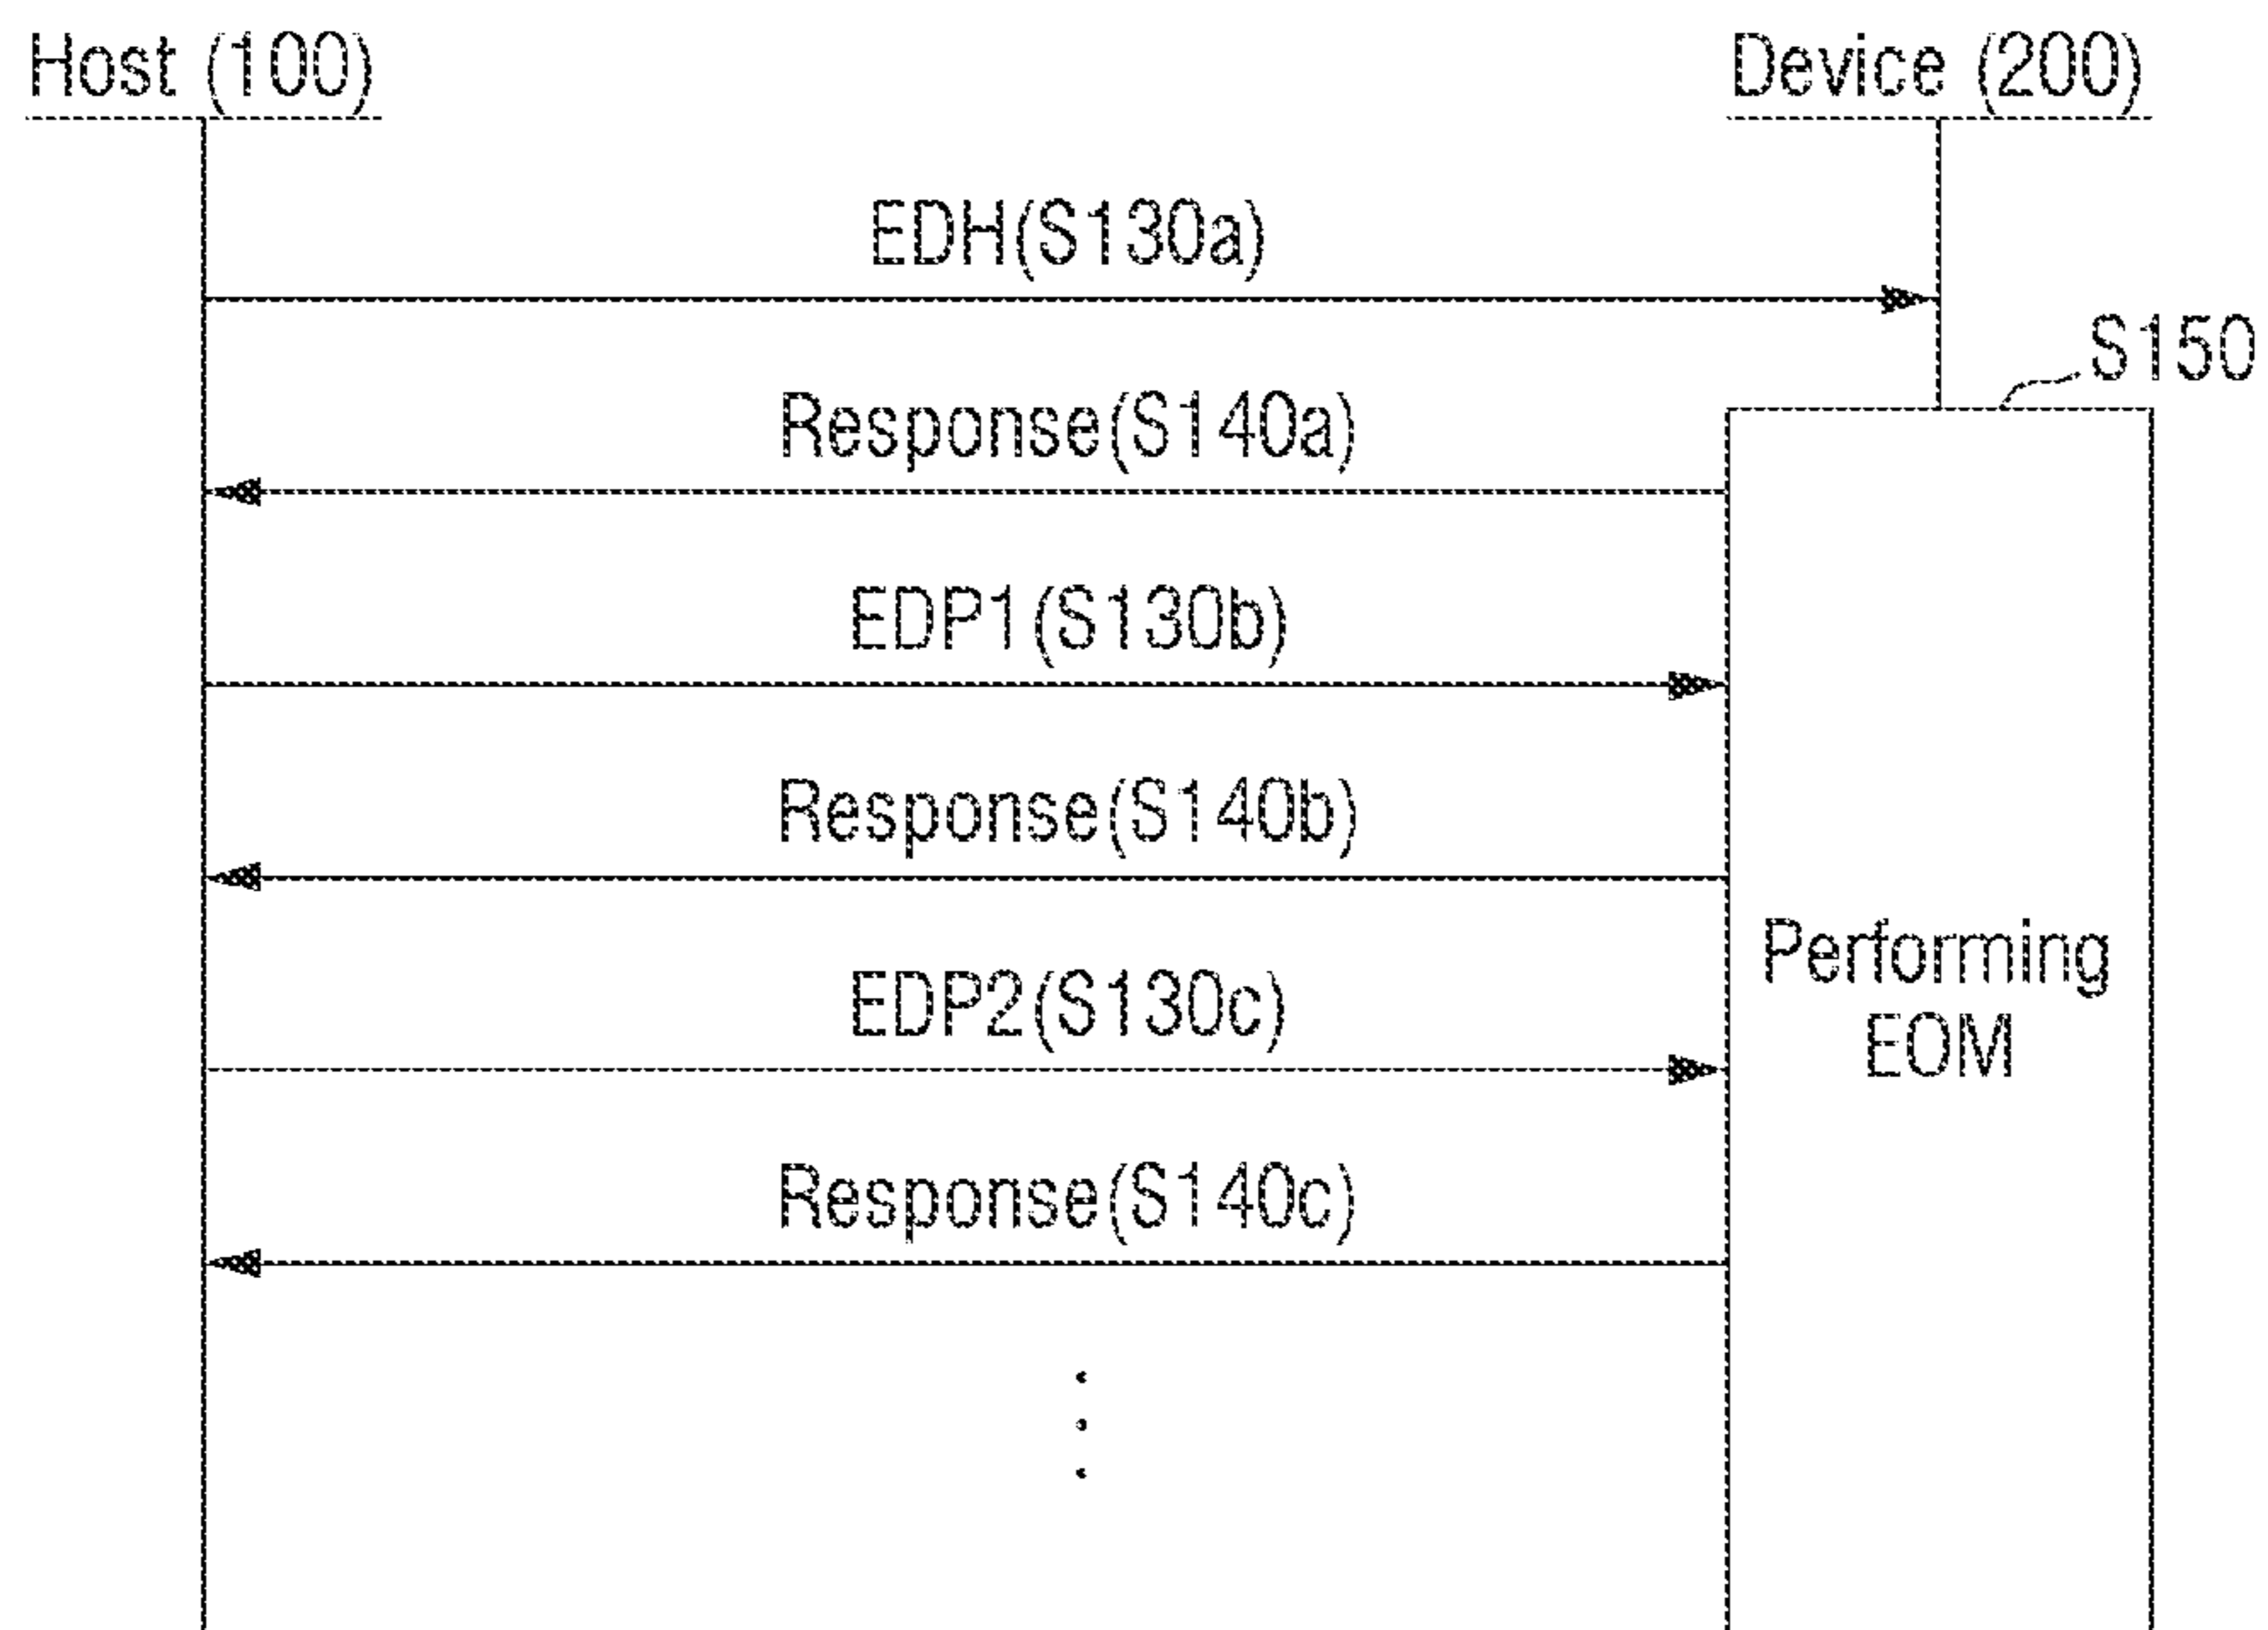 Host (100)
Device (200)
EDH(S130a)
S150
Response(S140a)
EDP1(S130b)
Response(S140b)
Performing
EOM
EDP2(S130c)
Response(S140c)